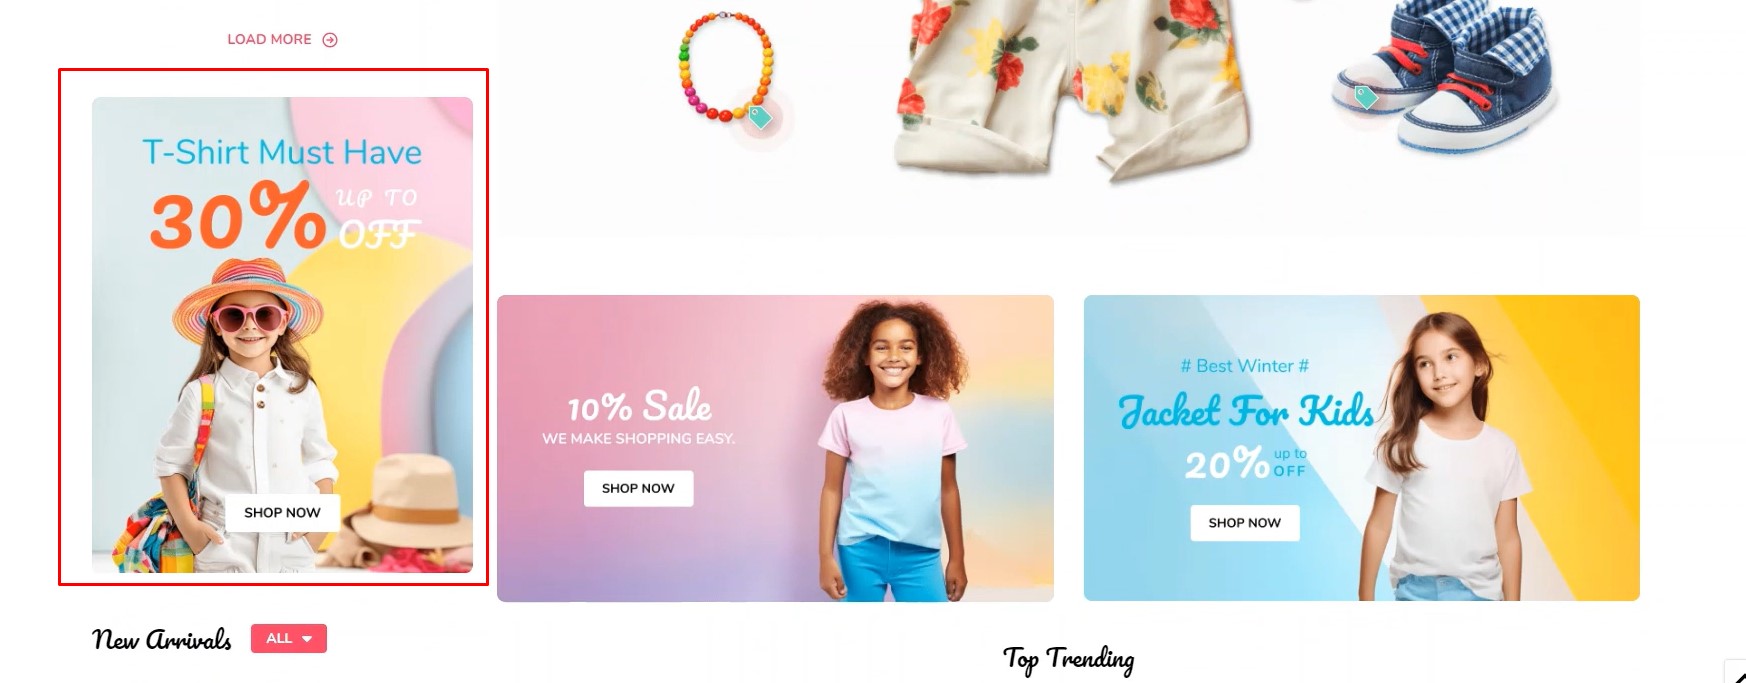 LOAD MORE
T-Shirt Must Have
30% UP TO
OFF
SHOP NOW
10% Sale
WE MAKE SHOPPING EASY.
SHOP NOW
# Best Winter #
Jacket For Kids
20% up to
OFF
SHOP NOW
New Arrivals ALL
Top Trending